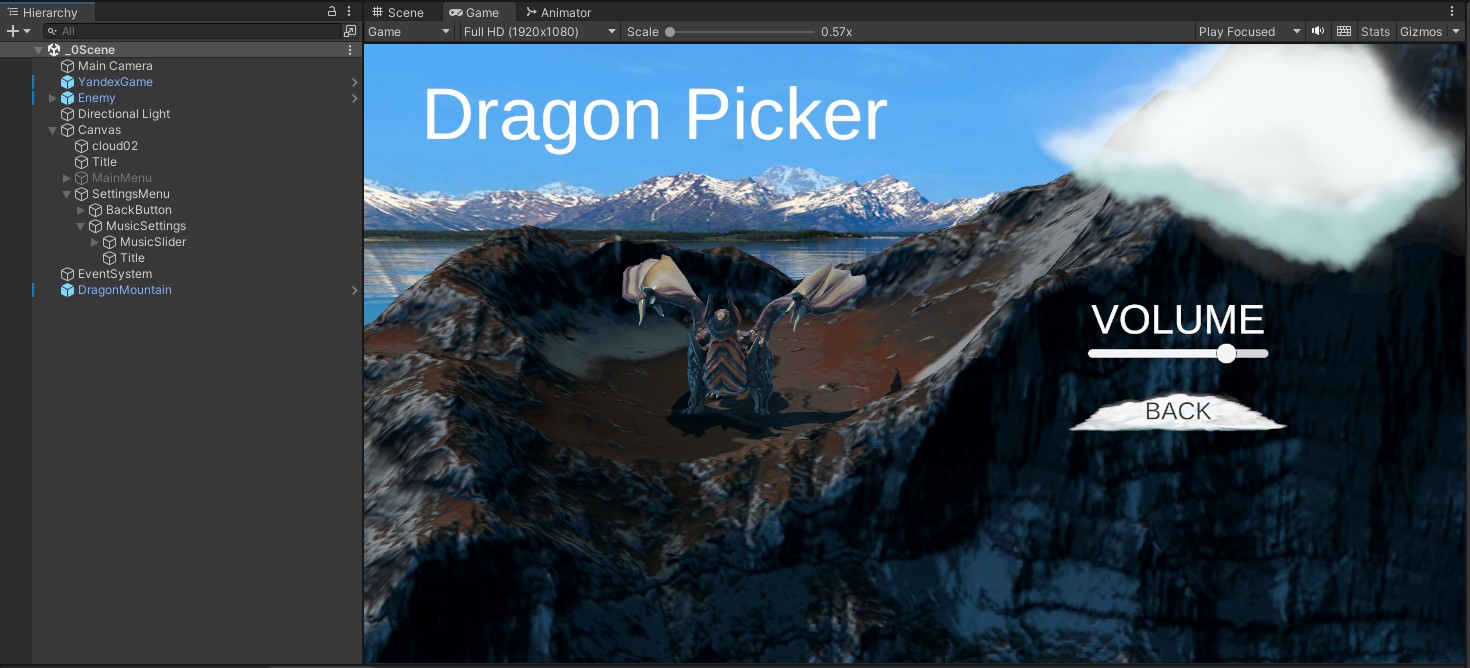 Hierarchy
All
_0Scene
Main Camera
YandexGame
Enemy
Directional Light
Canvas
cloud02
Title
MainMenu
SettingsMenu
BackButton
MusicSettings
MusicSlider
Title
EventSystem
DragonMountain
Scene Game Animator
Game Full HD (1920x1080) Scale 0.57x Play Focused Stats Gizmos
Dragon Picker
VOLUME
BACK